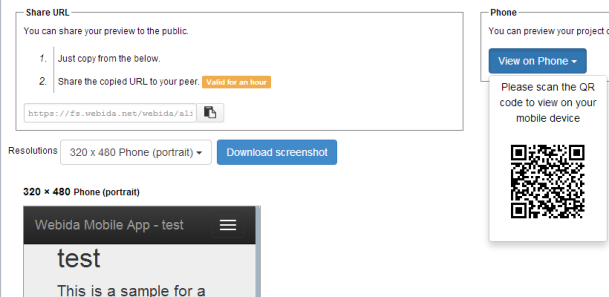 Share URL
You can share your preview to the public.
1. Just copy from the below.
2. Share the copied URL to your peer. Valid for an hour
https://fs.webida.net/webida/ali
Resolutions 320 x 480 Phone (portrait)
Download screenshot
320 × 480 Phone (portrait)
Webida Mobile App - test
test
This is a sample for a
Phone
You can preview your project
View on Phone
Please scan the QR
code to view on your
mobile device